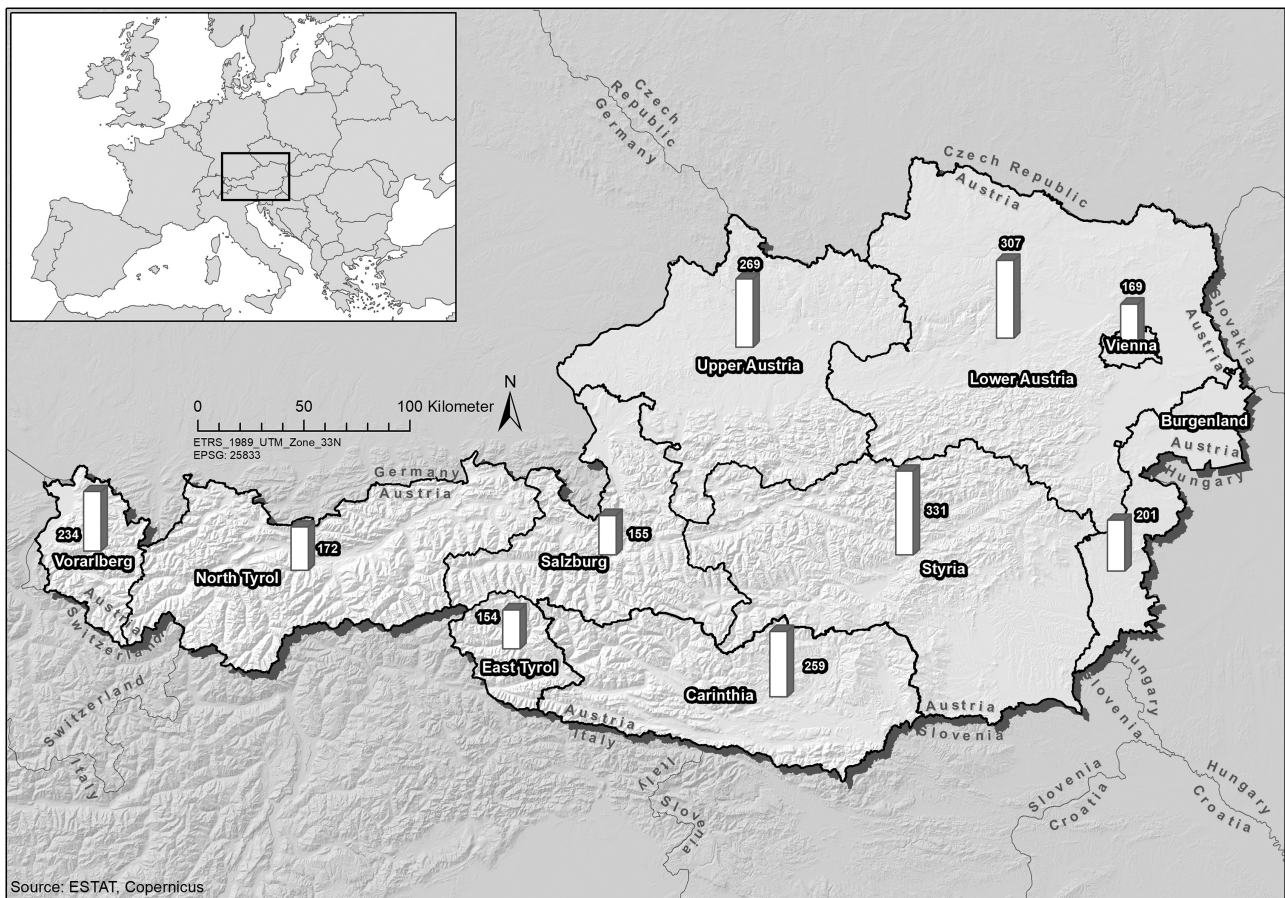 Czech
Republic
Germany
Czech Republic
Austria
307
269
169
Slovakia
Austria
Vienna
Upper Austria
Lower Austria
N
0 50 100 Kilometer
ETRS_1989_UTM_Zone_33N
EPSG: 25833
Burgenland
Austria
Hungary
Germany
Austria
234
172
155
331
201
Vorarlberg
North Tyrol
Salzburg
Styria
Austria
Switzerland
154
East Tyrol
259
Carinthia
Hungary
Slovenia
Switzerland
Italy
Austria
Italy
Austria
Slovenia
Italy
Slovenia
Slovenia
Croatia
Hungary
Croatia
Source: ESTAT, Copernicus